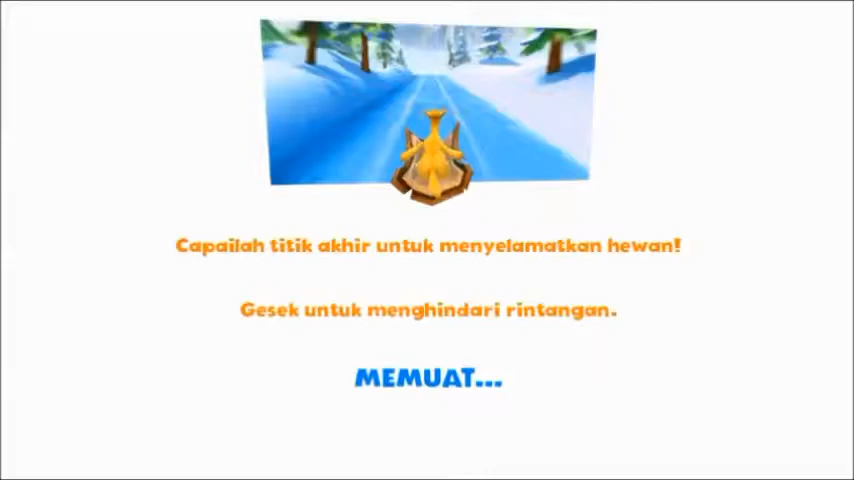 Capailah titik akhir untuk menyelamatkan hewan!
Gesek untuk menghindari rintangan.
MEMUAT...